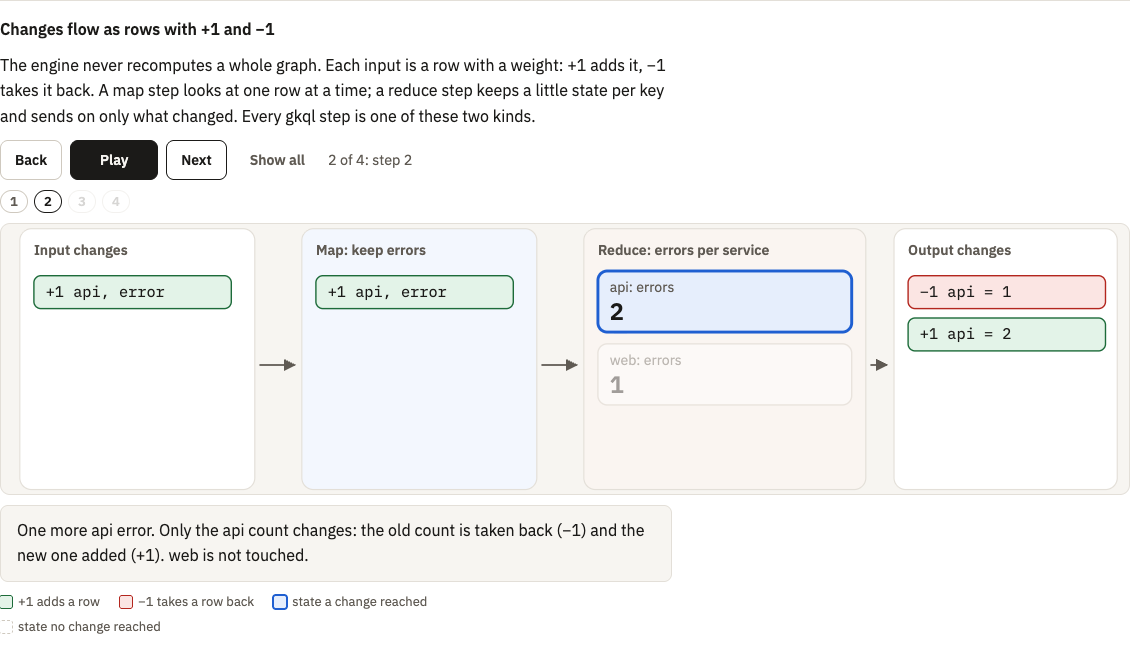 Changes flow as rows with +1 and −1
The engine never recomputes a whole graph. Each input is a row with a weight: +1 adds it, −1
takes it back. A map step looks at one row at a time; a reduce step keeps a little state per key
and sends on only what changed. Every gkql step is one of these two kinds.
Back Play Next Show all 2 of 4: step 2
1 2 3 4
Input changes
+1 api, error
Map: keep errors
+1 api, error
Reduce: errors per service
api: errors
2
web: errors
1
Output changes
−1 api = 1
+1 api = 2
One more api error. Only the api count changes: the old count is taken back (−1) and the
new one added (+1). web is not touched.
+1 adds a row −1 takes a row back state a change reached
state no change reached